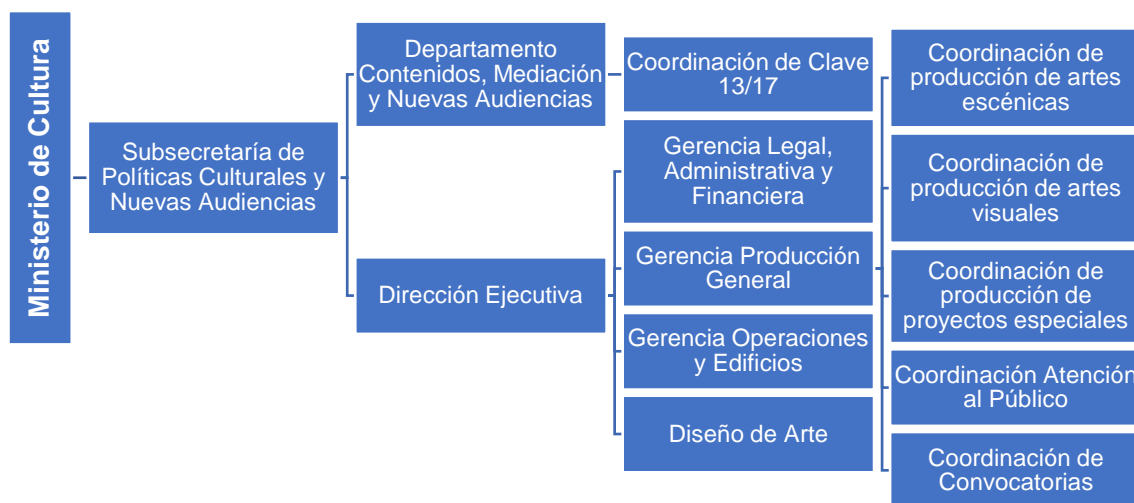 Ministerio de Cultura
Subsecretaría de
Políticas Culturales y
Nuevas Audiencias
Departamento
Contenidos, Mediación
y Nuevas Audiencias
Coordinación de Clave
13/17
Dirección Ejecutiva
Gerencia Legal,
Administrativa y
Financiera
Gerencia Producción
General
Coordinación de
producción de artes
escénicas
Coordinación de
producción de artes
visuales
Coordinación de
producción de
proyectos especiales
Coordinación Atención
al Público
Coordinación de
Convocatorias
Gerencia Operaciones
y Edificios
Diseño de Arte